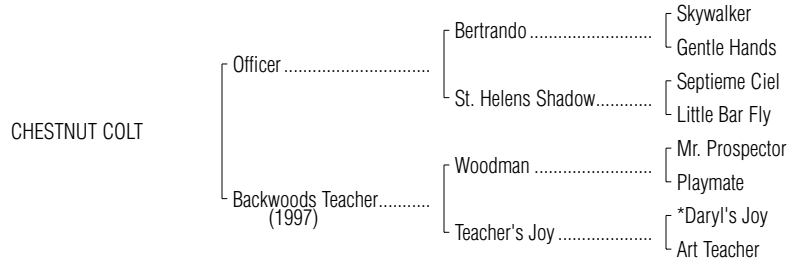 Skywalker
Bertrando
Gentle Hands
Officer
Septieme Ciel
St. Helens Shadow
Little Bar Fly
CHESTNUT COLT
Mr. Prospector
Woodman
Playmate
Backwoods Teacher
(1997)
*Daryl's Joy
Teacher's Joy
Art Teacher